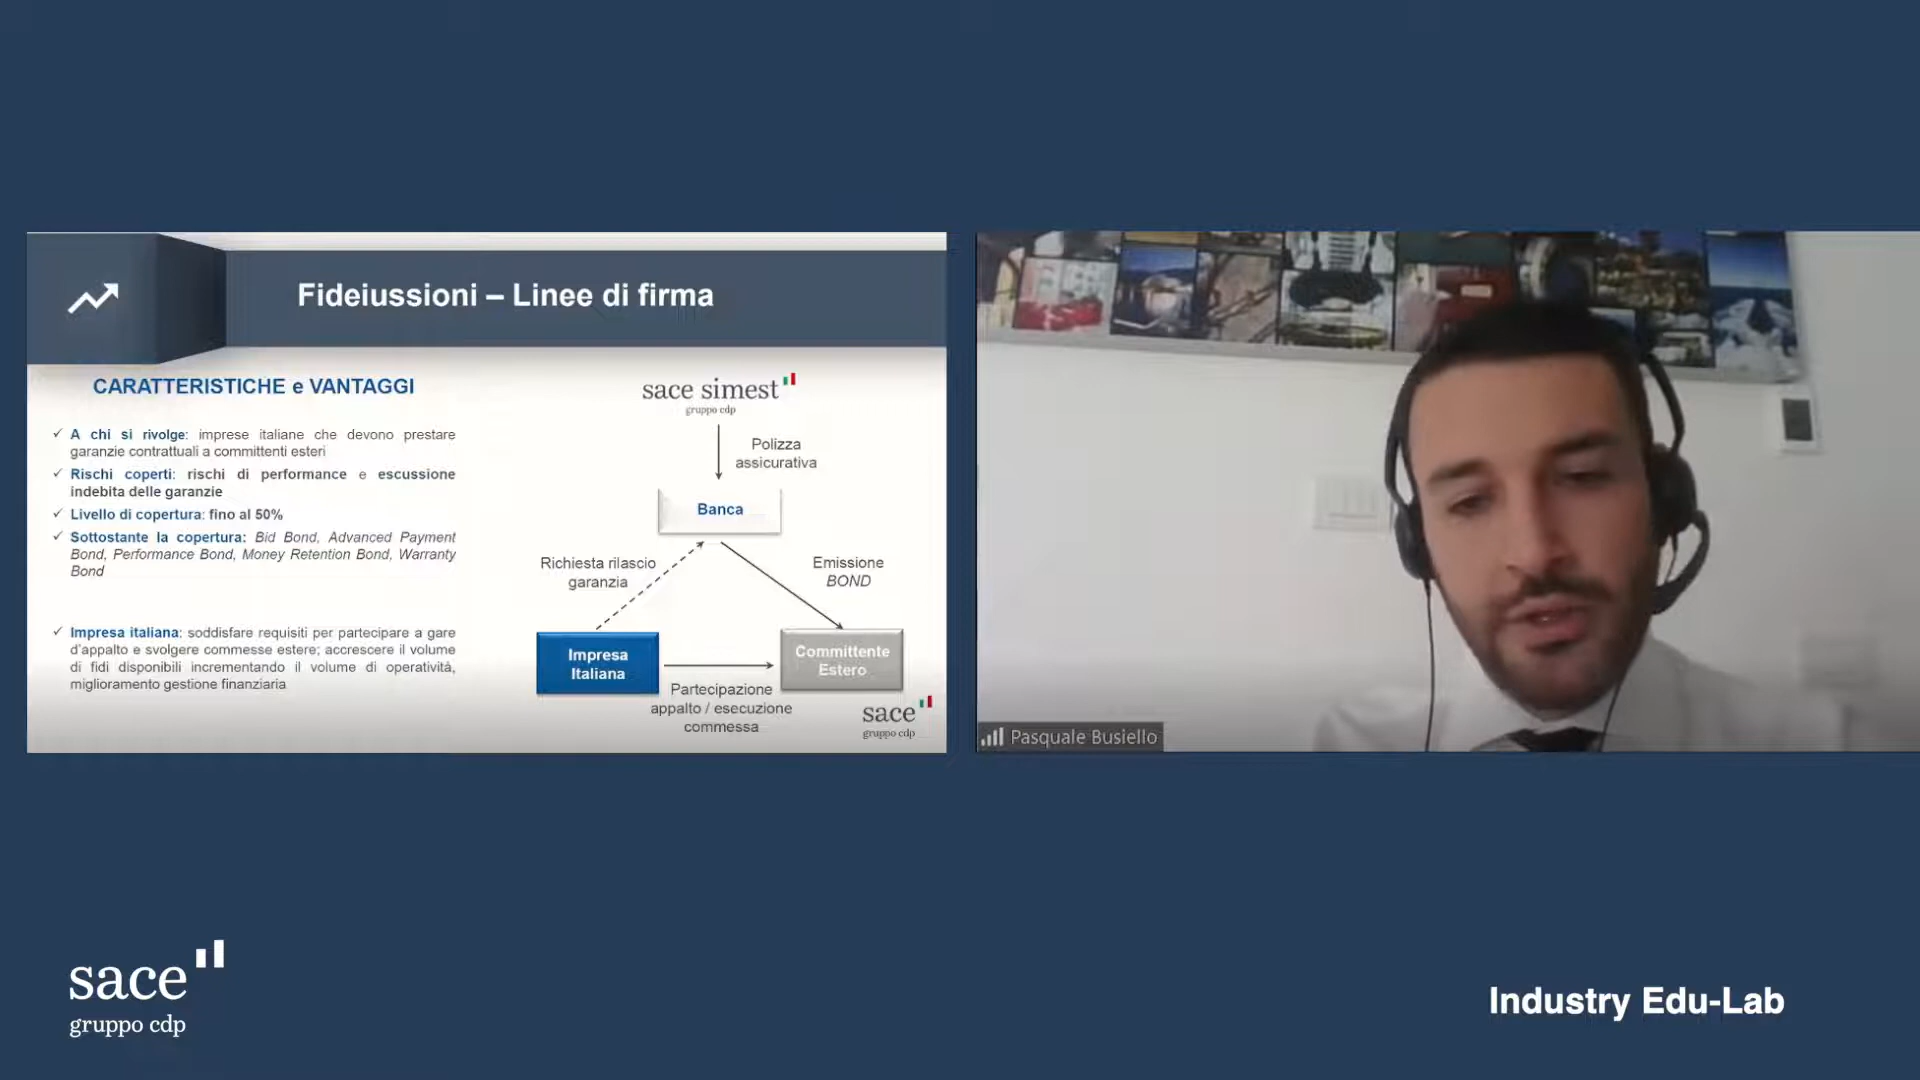 Fideiussioni – Linee di firma
CARATTERISTICHE e VANTAGGI
✓ A chi si rivolge: imprese italiane che devono prestare
garanzie contrattuali a committenti esteri
✓ Rischi coperti: rischi di performance e escussione
indebita delle garanzie
✓ Livello di copertura: fino al 50%
✓ Sottostante la copertura: Bid Bond, Advanced Payment
Bond, Performance Bond, Money Retention Bond, Warranty
Bond
✓ Impresa italiana: soddisfare requisiti per partecipare a gare
d'appalto e svolgere commesse estere; accrescere il volume
di fidi disponibili incrementando il volume di operatività,
miglioramento gestione finanziaria
sace simest
gruppo cdp
Polizza
assicurativa
Banca
Richiesta rilascio
garanzia
Emissione
BOND
Impresa
Italiana
Committente
Estero
Partecipazione
appalto / esecuzione
commessa
sace
gruppo cdp
Pasquale Busiello
sace
gruppo cdp
Industry Edu-Lab